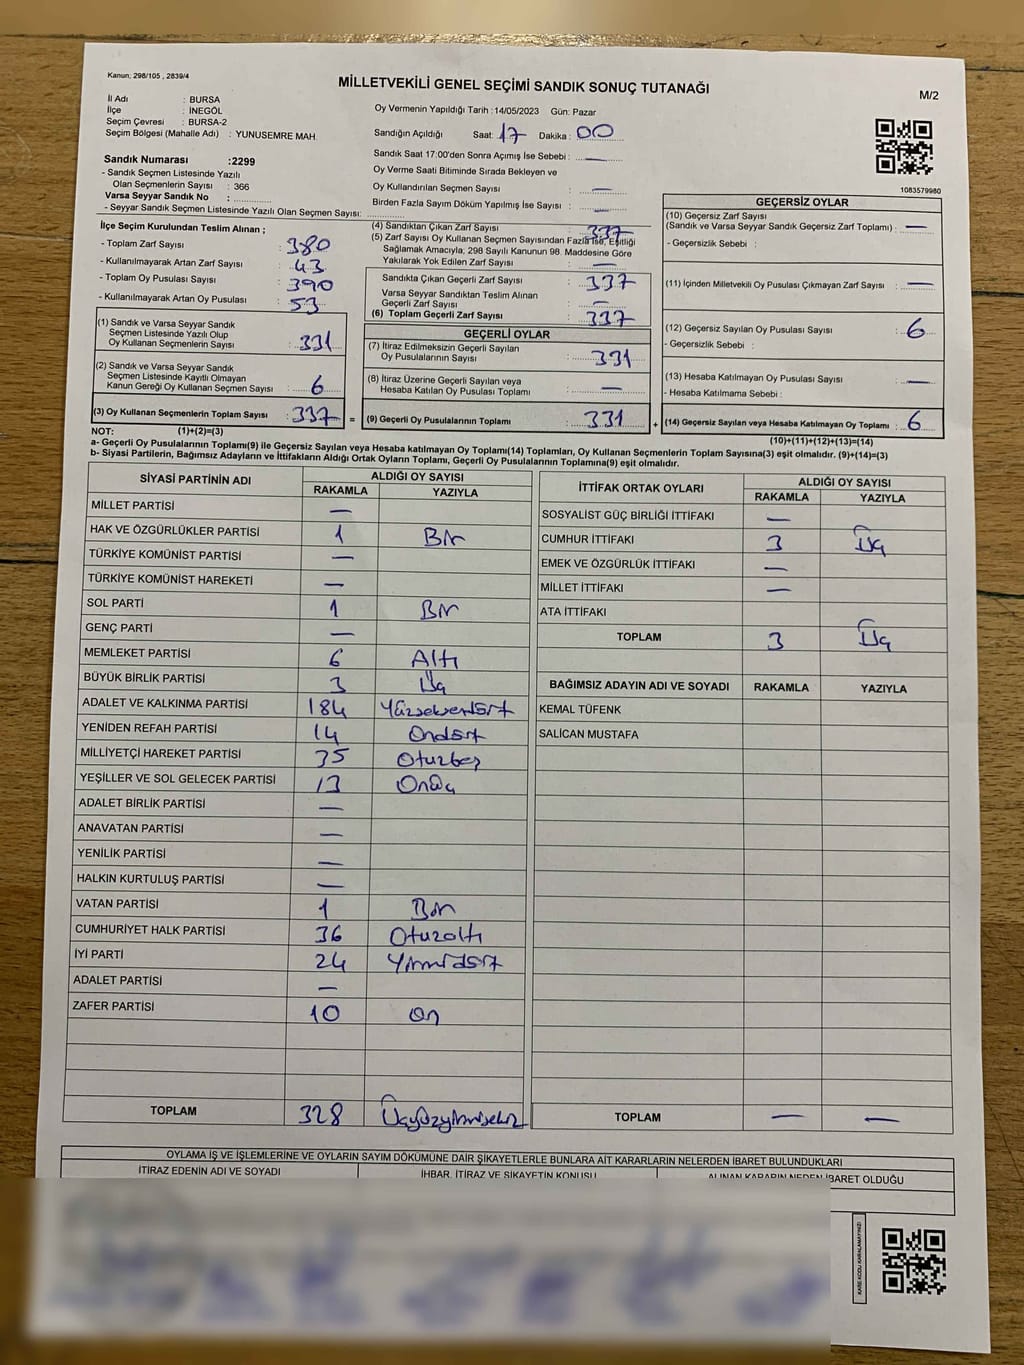 Kanun; 298/105 , 2839/4
MİLLETVEKİLİ GENEL SEÇİMİ SANDIK SONUÇ TUTANAĞI
M/2
İl Adı : BURSA
İlçe : İNEGÖL
Seçim Çevresi : BURSA-2
Seçim Bölgesi (Mahalle Adı) : YUNUSEMRE MAH.
Oy Vermenin Yapıldığı Tarih :14/05/2023 Gün: Pazar
Sandığın Açıldığı Saat: 17 Dakika : 00
Sandık Saat 17:00'den Sonra Açımış İse Sebebi : —
Oy Verme Saati Bitiminde Sırada Bekleyen ve
Oy Kullandırılan Seçmen Sayısı : —
Birden Fazla Sayım Döküm Yapılmış İse Sayısı : —
1083579980
Sandık Numarası :2299
- Sandık Seçmen Listesinde Yazılı
Olan Seçmenlerin Sayısı : 366
Varsa Seyyar Sandık No :
- Seyyar Sandık Seçmen Listesinde Yazılı Olan Seçmen Sayısı:
İlçe Seçim Kurulundan Teslim Alınan ;
- Toplam Zarf Sayısı : 380
- Kullanılmayarak Artan Zarf Sayısı : 43
- Toplam Oy Pusulası Sayısı : 390
- Kullanılmayarak Artan Oy Pusulası : 53
(1) Sandık ve Varsa Seyyar Sandık
Seçmen Listesinde Yazılı Olup
Oy Kullanan Seçmenlerin Sayısı : 331
(2) Sandık ve Varsa Seyyar Sandık
Seçmen Listesinde Kayıtlı Olmayan
Kanun Gereği Oy Kullanan Seçmen Sayısı : 6
(3) Oy Kullanan Seçmenlerin Toplam Sayısı : 337 =
(4) Sandıktan Çıkan Zarf Sayısı : 337
(5) Zarf Sayısı Oy Kullanan Seçmen Sayısından Fazla İse, Eşitliği
Sağlamak Amacıyla, 298 Sayılı Kanunun 98. Maddesine Göre
Yakılarak Yok Edilen Zarf Sayısı : —
Sandıkta Çıkan Geçerli Zarf Sayısı : 337
Varsa Seyyar Sandıktan Teslim Alınan
Geçerli Zarf Sayısı : —
(6) Toplam Geçerli Zarf Sayısı : 337
GEÇERLİ OYLAR
(7) İtiraz Edilmeksizin Geçerli Sayılan
Oy Pusulalarının Sayısı : 331
(8) İtiraz Üzerine Geçerli Sayılan veya
Hesaba Katılan Oy Pusulası Toplamı : —
(9) Geçerli Oy Pusulalarının Toplamı : 331 +
GEÇERSİZ OYLAR
(10) Geçersiz Zarf Sayısı
(Sandık ve Varsa Seyyar Sandık Geçersiz Zarf Toplamı) : —
- Geçersizlik Sebebi :
(11) İçinden Milletvekili Oy Pusulası Çıkmayan Zarf Sayısı : —
(12) Geçersiz Sayılan Oy Pusulası Sayısı : 6
- Geçersizlik Sebebi :
(13) Hesaba Katılmayan Oy Pusulası Sayısı : —
- Hesaba Katılmama Sebebi :
(14) Geçersiz Sayılan veya Hesaba Katılmayan Oy Toplamı : 6
NOT: (1)+(2)=(3)
(10)+(11)+(12)+(13)=(14)
a- Geçerli Oy Pusulalarının Toplamı(9) ile Geçersiz Sayılan veya Hesaba katılmayan Oy Toplamı(14) Toplamları, Oy Kullanan Seçmenlerin Toplam Sayısına(3) eşit olmalıdır. (9)+(14)=(3)
b- Siyasi Partilerin, Bağımsız Adayların ve İttifakların Aldığı Ortak Oyların Toplamı, Geçerli Oy Pusulalarının Toplamına(9) eşit olmalıdır.
SİYASİ PARTİNİN ADI ALDIĞI OY SAYISI
RAKAMLA YAZIYLA
MİLLET PARTİSİ —
HAK VE ÖZGÜRLÜKLER PARTİSİ 1 Bir
TÜRKİYE KOMÜNİST PARTİSİ —
TÜRKİYE KOMÜNİST HAREKETİ —
SOL PARTİ 1 Bir
GENÇ PARTİ —
MEMLEKET PARTİSİ 6 Altı
BÜYÜK BİRLİK PARTİSİ 3 Üç
ADALET VE KALKINMA PARTİSİ 184 Yüzseksendört
YENİDEN REFAH PARTİSİ 14 Ondört
MİLLİYETÇİ HAREKET PARTİSİ 35 Otuzbeş
YEŞİLLER VE SOL GELECEK PARTİSİ 13 Onüç
ADALET BİRLİK PARTİSİ —
ANAVATAN PARTİSİ —
YENİLİK PARTİSİ —
HALKIN KURTULUŞ PARTİSİ —
VATAN PARTİSİ 1 Bir
CUMHURİYET HALK PARTİSİ 36 Otuzaltı
İYİ PARTİ 24 Yirmidört
ADALET PARTİSİ —
ZAFER PARTİSİ 10 On
TOPLAM 328 Üçyüzyirmisekiz
İTTİFAK ORTAK OYLARI ALDIĞI OY SAYISI
RAKAMLA YAZIYLA
SOSYALİST GÜÇ BİRLİĞİ İTTİFAKI —
CUMHUR İTTİFAKI 3 Üç
EMEK VE ÖZGÜRLÜK İTTİFAKI —
MİLLET İTTİFAKI —
ATA İTTİFAKI
TOPLAM 3 Üç
BAĞIMSIZ ADAYIN ADI VE SOYADI RAKAMLA YAZIYLA
KEMAL TÜFENK
SALİCAN MUSTAFA
TOPLAM — —
OYLAMA İŞ VE İŞLEMLERİNE VE OYLARIN SAYIM DÖKÜMÜNE DAİR ŞİKAYETLERLE BUNLARA AİT KARARLARIN NELERDEN İBARET BULUNDUKLARI
İTİRAZ EDENİN ADI VE SOYADI İHBAR, İTİRAZ VE ŞİKAYETİN KONUSU ALINAN KARARIN NEDEN İBARET OLDUĞU
KARE KODU KARALAMAYINIZ!